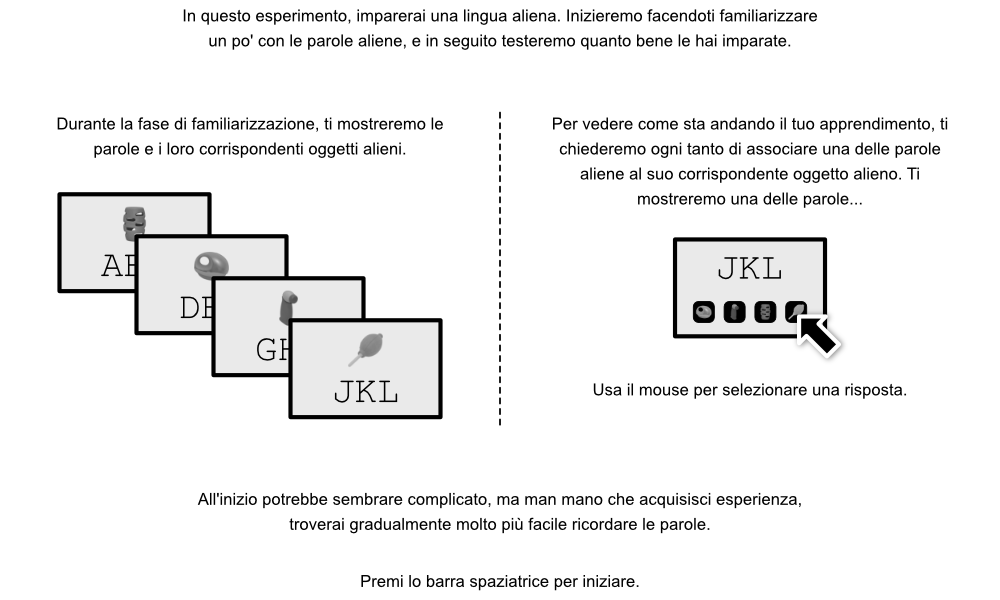 In questo esperimento, imparerai una lingua aliena. Inizieremo facendoti familiarizzare
un po' con le parole aliene, e in seguito testeremo quanto bene le hai imparate.
Durante la fase di familiarizzazione, ti mostreremo le
parole e i loro corrispondenti oggetti alieni.
AB
DE
GH
JKL
Per vedere come sta andando il tuo apprendimento, ti
chiederemo ogni tanto di associare una delle parole
aliene al suo corrispondente oggetto alieno. Ti
mostreremo una delle parole...
JKL
Usa il mouse per selezionare una risposta.
All'inizio potrebbe sembrare complicato, ma man mano che acquisisci esperienza,
troverai gradualmente molto più facile ricordare le parole.
Premi lo barra spaziatrice per iniziare.